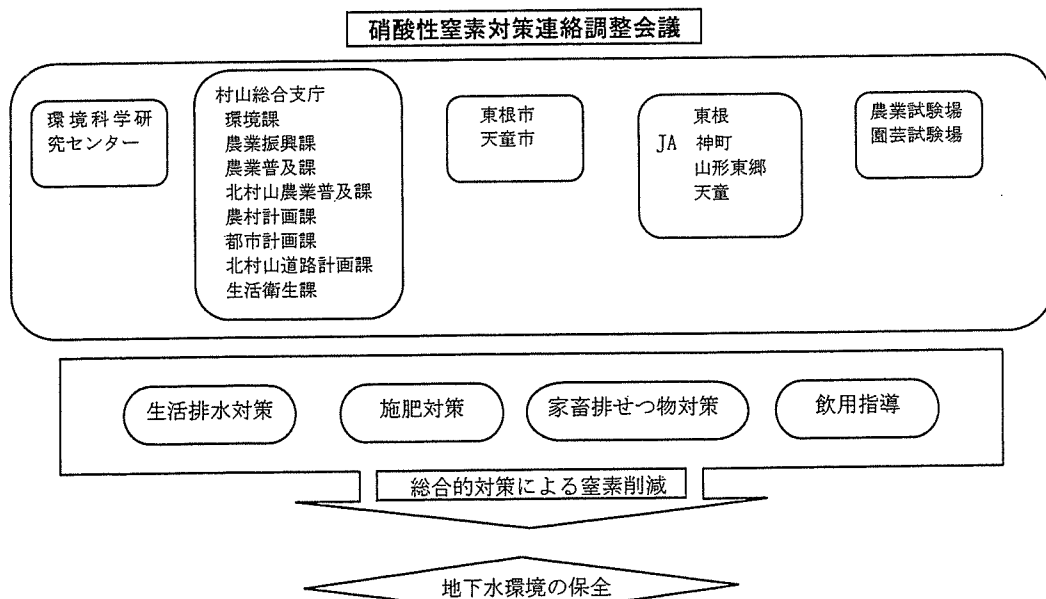 硝酸性窒素対策連絡調整会議
環境科学研
究センター
村山総合支庁
環境課
農業振興課
農業普及課
北村山農業普及課
農村計画課
都市計画課
北村山道路計画課
生活衛生課
東根市
天童市
東根
JA 神町
山形東郷
天童
農業試験場
園芸試験場
生活排水対策
施肥対策
家畜排せつ物対策
飲用指導
総合的対策による窒素削減
地下水環境の保全